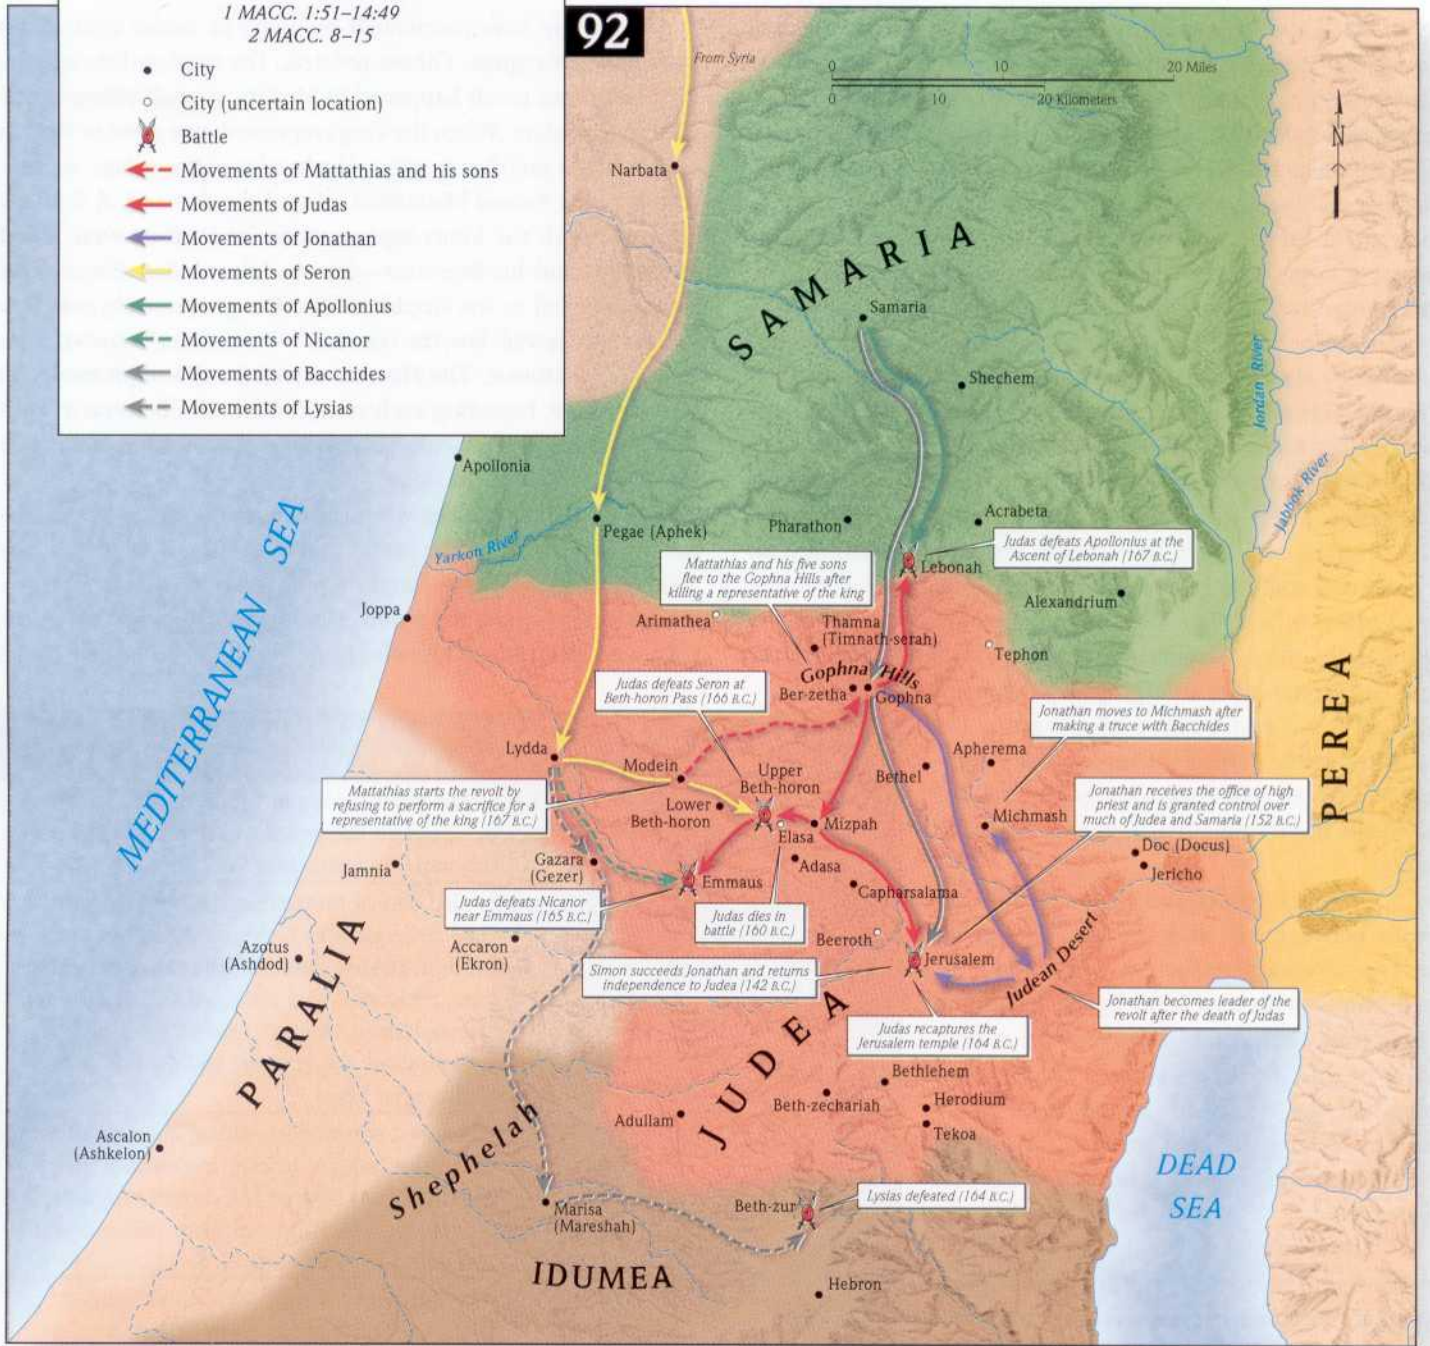 1 MACC. 1:51–14:49
2 MACC. 8–15
City
City (uncertain location)
Battle
Movements of Mattathias and his sons
Movements of Judas
Movements of Jonathan
Movements of Seron
Movements of Apollonius
Movements of Nicanor
Movements of Bacchides
Movements of Lysias
92
From Syria
0 10 20 Miles
0 10 20 Kilometers
N
Narbata
SAMARIA
Samaria
Shechem
Jordan River
Jabbok River
Apollonia
MEDITERRANEAN SEA
Yarkon River
Pegae (Aphek)
Pharathon
Acrabeta
Judas defeats Apollonius at the
Ascent of Lebonah (167 B.C.)
Lebonah
Mattathias and his five sons
flee to the Gophna Hills after
killing a representative of the king
Alexandrium
Joppa
Arimathea
Thamna
(Timnath-serah)
Tephon
Gophna Hills
Ber-zetha
Gophna
Judas defeats Seron at
Beth-horon Pass (166 B.C.)
Jonathan moves to Michmash after
making a truce with Bacchides
PEREA
Lydda
Modein
Upper
Beth-horon
Bethel
Apherema
Mattathias starts the revolt by
refusing to perform a sacrifice for a
representative of the king (167 B.C.)
Lower
Beth-horon
Elasa
Mizpah
Michmash
Jonathan receives the office of high
priest and is granted control over
much of Judea and Samaria (152 B.C.)
Doc (Docus)
Jericho
Jamnia
Gazara
(Gezer)
Emmaus
Adasa
Capharsalama
Judas defeats Nicanor
near Emmaus (165 B.C.)
Judas dies in
battle (160 B.C.)
Beeroth
Azotus
(Ashdod)
Accaron
(Ekron)
Jerusalem
Judean Desert
Simon succeeds Jonathan and returns
independence to Judea (142 B.C.)
Jonathan becomes leader of the
revolt after the death of Judas
Judas recaptures the
Jerusalem temple (164 B.C.)
PARALIA
JUDEA
Bethlehem
Beth-zechariah
Herodium
Tekoa
Adullam
Ascalon
(Ashkelon)
Shephelah
DEAD
SEA
Marisa
(Mareshah)
Beth-zur
Lysias defeated (164 B.C.)
IDUMEA
Hebron